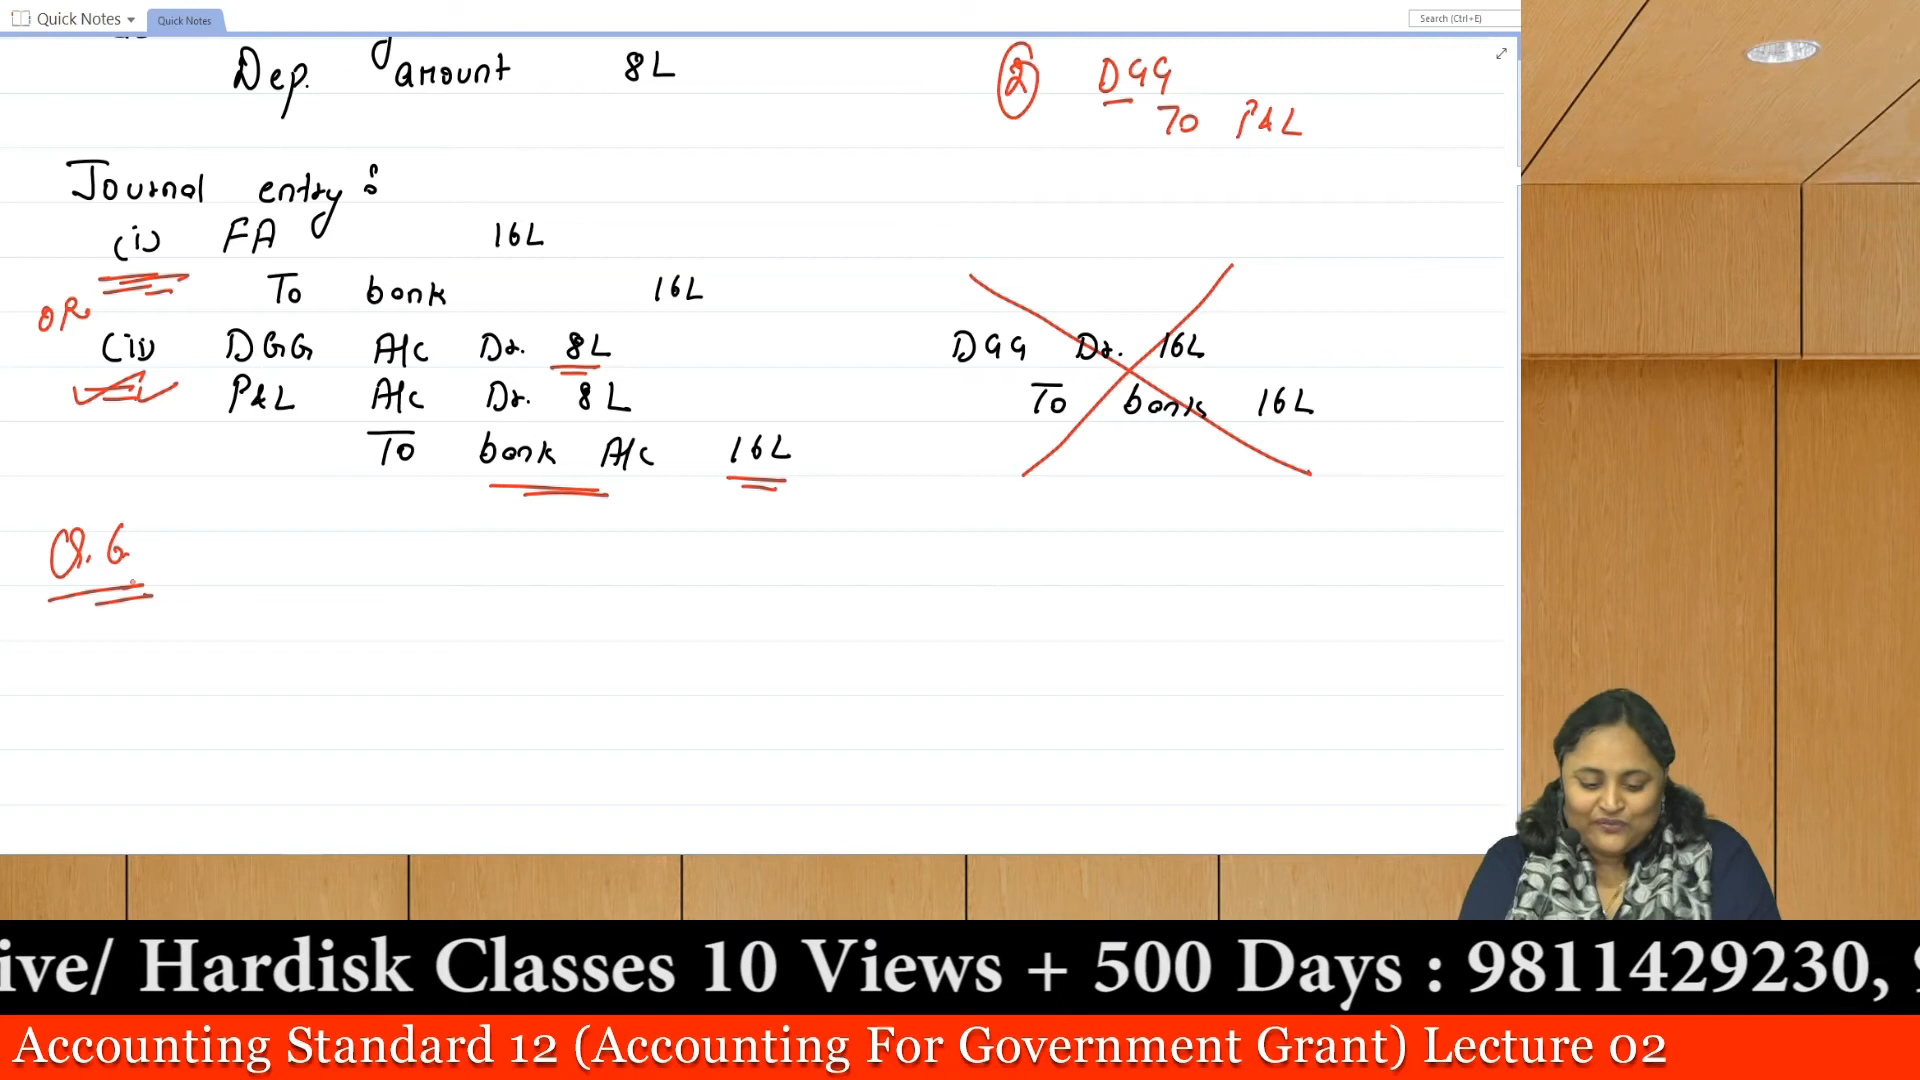 Quick Notes
Quick Notes
Search (Ctrl+E)
Dep. amount 8L
2 DGG
To P&L
Journal entry :
(i) FA 16L
To bank 16L
OR
(ii) DGG A/c Dr. 8L
P&L A/c Dr. 8L
To bank A/c 16L
DGG Dr. 16L
To bank 16L
Q. 6
ive/ Hardisk Classes 10 Views + 500 Days : 9811429230,
Accounting Standard 12 (Accounting For Government Grant) Lecture 02